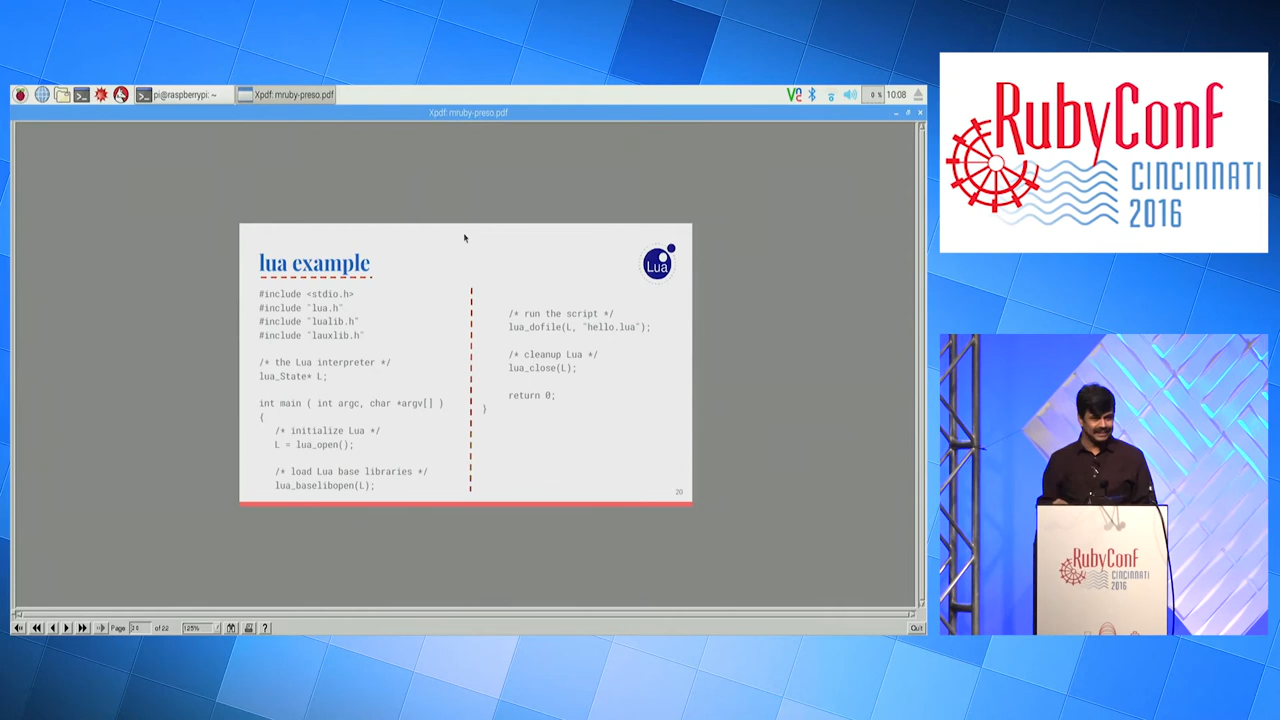 pi@raspberrypi: ~
Xpdf: mruby-preso.pdf
10:08
Xpdf: mruby-preso.pdf
lua example
Lua
#include <stdio.h>
#include "lua.h"
#include "lualib.h"
#include "lauxlib.h"
/* the Lua interpreter */
lua_State* L;
int main ( int argc, char *argv[] )
{
/* initialize Lua */
L = lua_open();
/* load Lua base libraries */
lua_baselibopen(L);
/* run the script */
lua_dofile(L, "hello.lua");
/* cleanup Lua */
lua_close(L);
return 0;
}
20
Page
of 22
125%
?
Quit
RubyConf
CINCINNATI
2016
RubyConf
CINCINNATI
2016